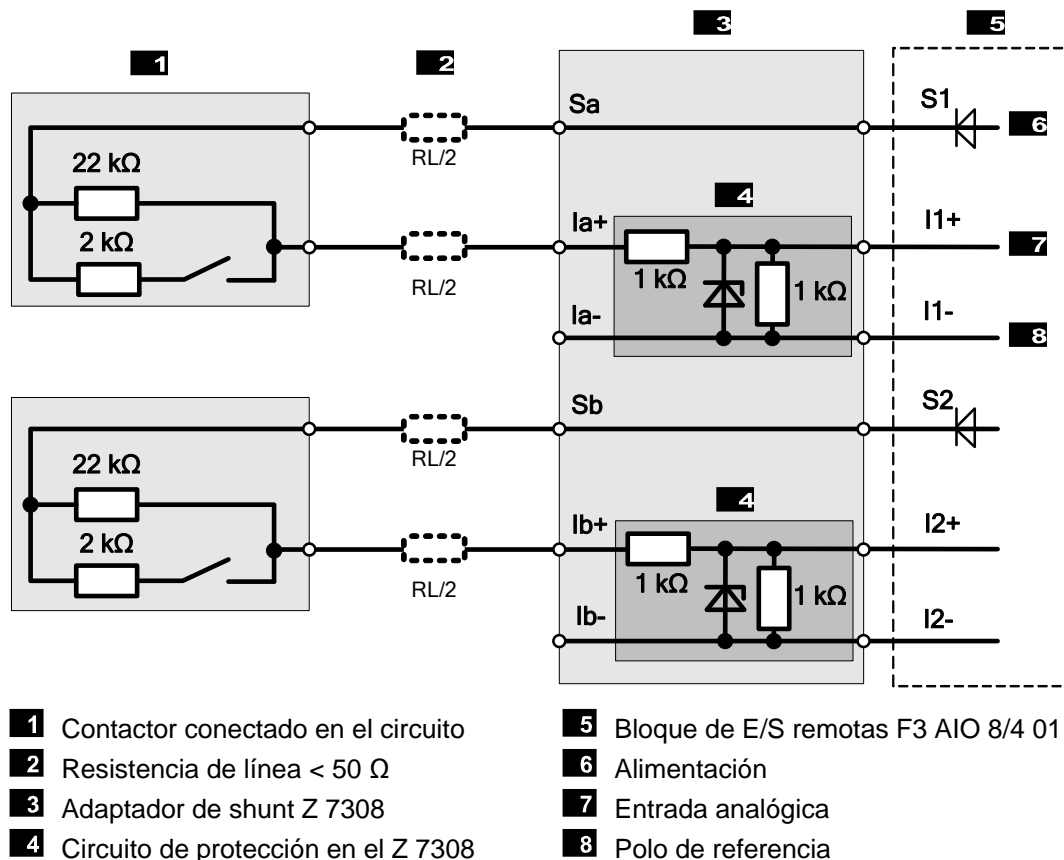 3 5
1 2
Sa S1 6
RL/2
22 kΩ
4
Ia+ I1+ 7
2 kΩ
RL/2 1 kΩ 1 kΩ
Ia- I1- 8
Sb S2
RL/2
22 kΩ
4
Ib+ I2+
2 kΩ
RL/2 1 kΩ 1 kΩ
Ib- I2-
1 Contactor conectado en el circuito
2 Resistencia de línea < 50 Ω
3 Adaptador de shunt Z 7308
4 Circuito de protección en el Z 7308
5 Bloque de E/S remotas F3 AIO 8/4 01
6 Alimentación
7 Entrada analógica
8 Polo de referencia